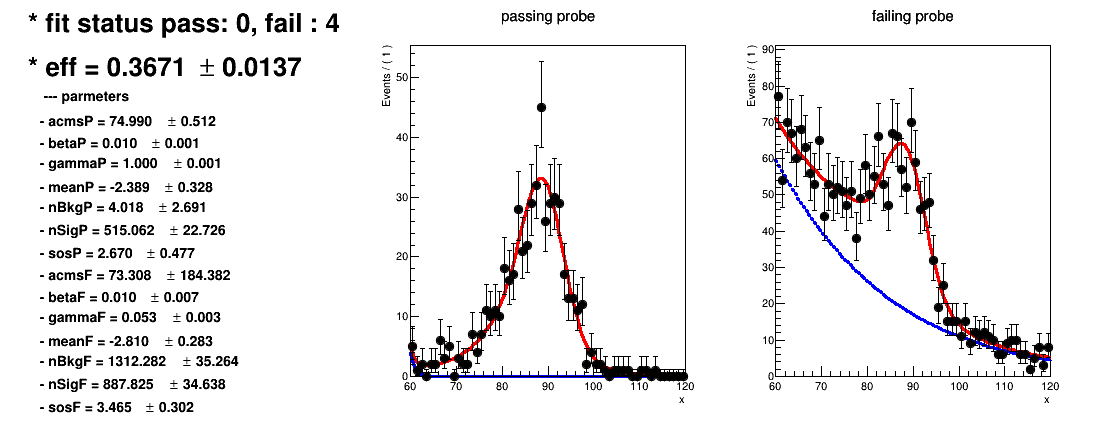 * fit status pass: 0, fail : 4
* eff = 0.3671 ± 0.0137
--- parmeters
- acmsP = 74.990 ± 0.512
- betaP = 0.010 ± 0.001
- gammaP = 1.000 ± 0.001
- meanP = -2.389 ± 0.328
- nBkgP = 4.018 ± 2.691
- nSigP = 515.062 ± 22.726
- sosP = 2.670 ± 0.477
- acmsF = 73.308 ± 184.382
- betaF = 0.010 ± 0.007
- gammaF = 0.053 ± 0.003
- meanF = -2.810 ± 0.283
- nBkgF = 1312.282 ± 35.264
- nSigF = 887.825 ± 34.638
- sosF = 3.465 ± 0.302
passing probe
Events / ( 1 )
50
40
30
20
10
0
60 70 80 90 100 110 120
x
failing probe
Events / ( 1 )
90
80
70
60
50
40
30
20
10
0
60 70 80 90 100 110 120
x